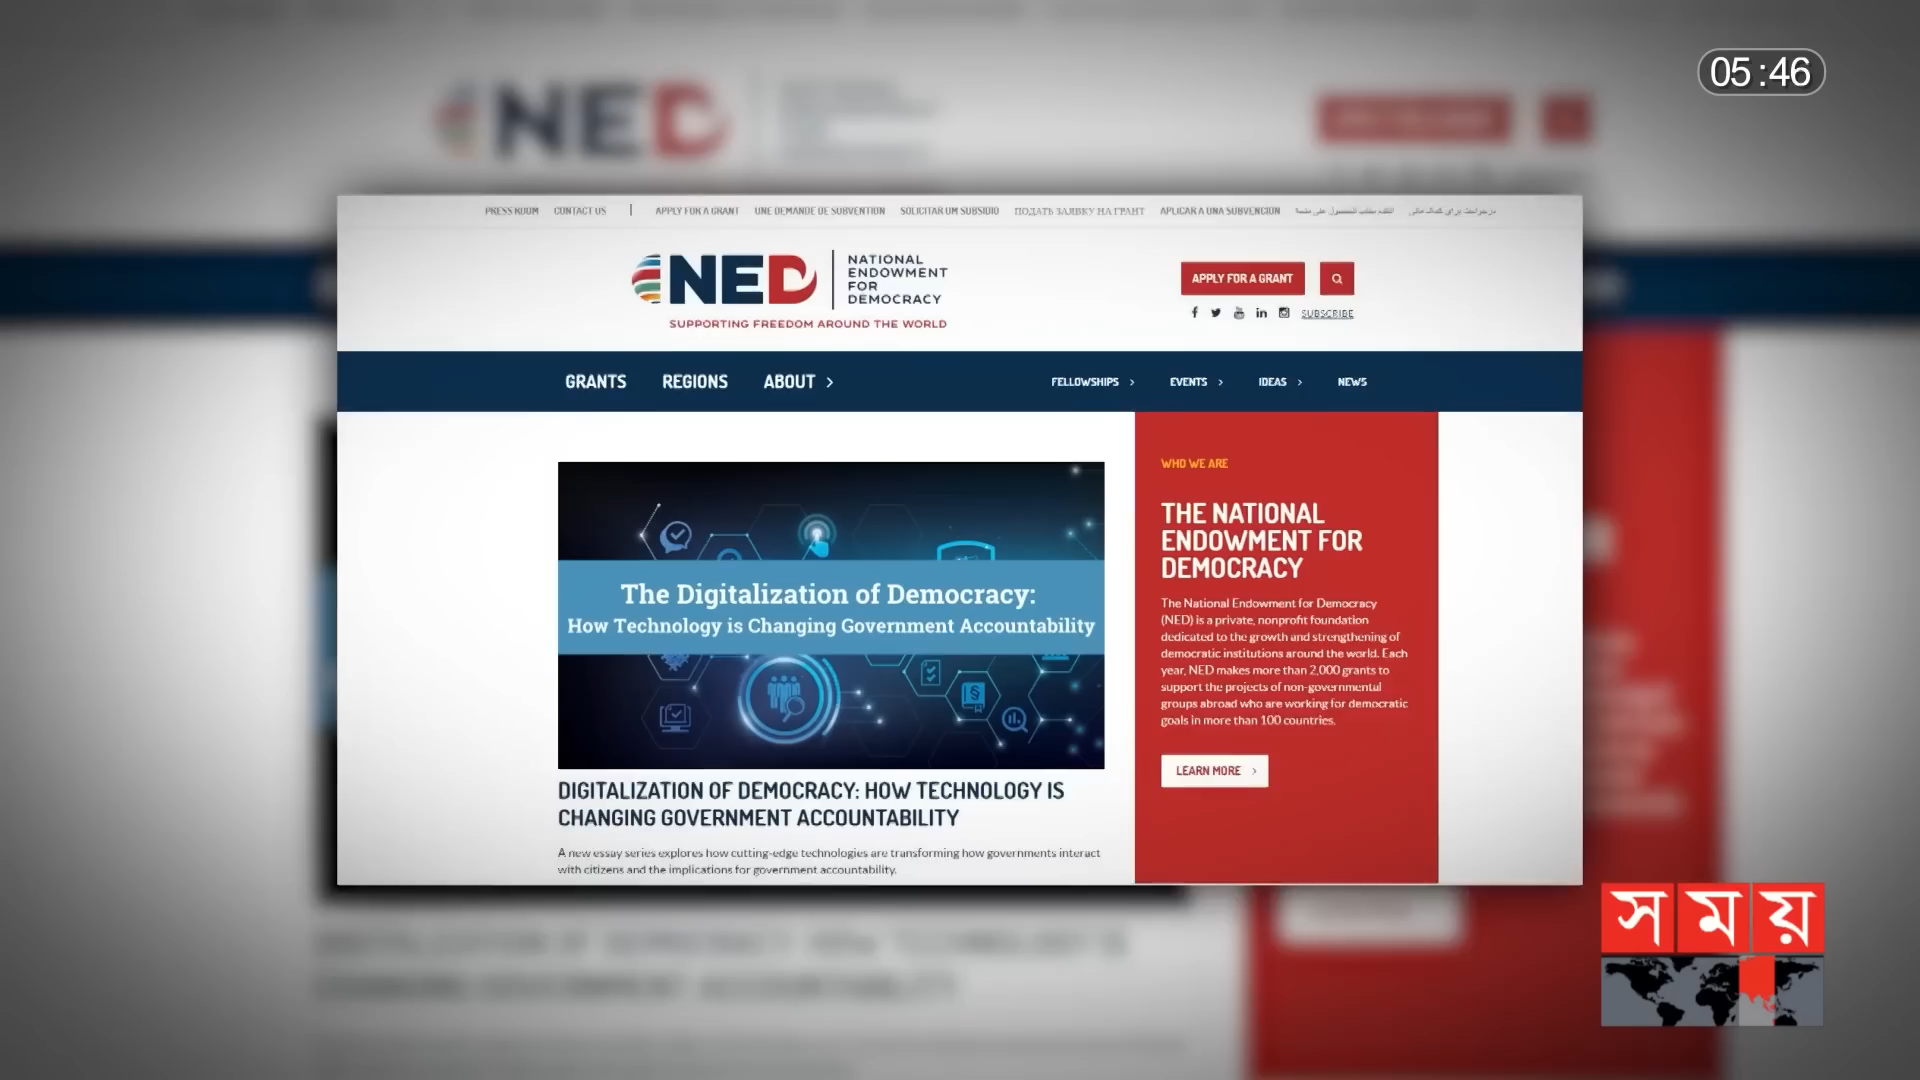 05:46
PRESS ROOM CONTACT US | APPLY FOR A GRANT UNE DEMANDE DE SUBVENTION SOLICITAR UM SUBSIDIO ПОДАТЬ ЗАЯВКУ НА ГРАНТ APLICAR A UNA SUBVENCION
NED
NATIONAL
ENDOWMENT
FOR
DEMOCRACY
SUPPORTING FREEDOM AROUND THE WORLD
APPLY FOR A GRANT
SUBSCRIBE
GRANTS REGIONS ABOUT > FELLOWSHIPS > EVENTS > IDEAS > NEWS
The Digitalization of Democracy:
How Technology is Changing Government Accountability
DIGITALIZATION OF DEMOCRACY: HOW TECHNOLOGY IS
CHANGING GOVERNMENT ACCOUNTABILITY
A new essay series explores how cutting-edge technologies are transforming how governments interact
with citizens and the implications for government accountability.
WHO WE ARE
THE NATIONAL
ENDOWMENT FOR
DEMOCRACY
The National Endowment for Democracy
(NED) is a private, nonprofit foundation
dedicated to the growth and strengthening of
democratic institutions around the world. Each
year, NED makes more than 2,000 grants to
support the projects of non-governmental
groups abroad who are working for democratic
goals in more than 100 countries.
LEARN MORE >
সময়